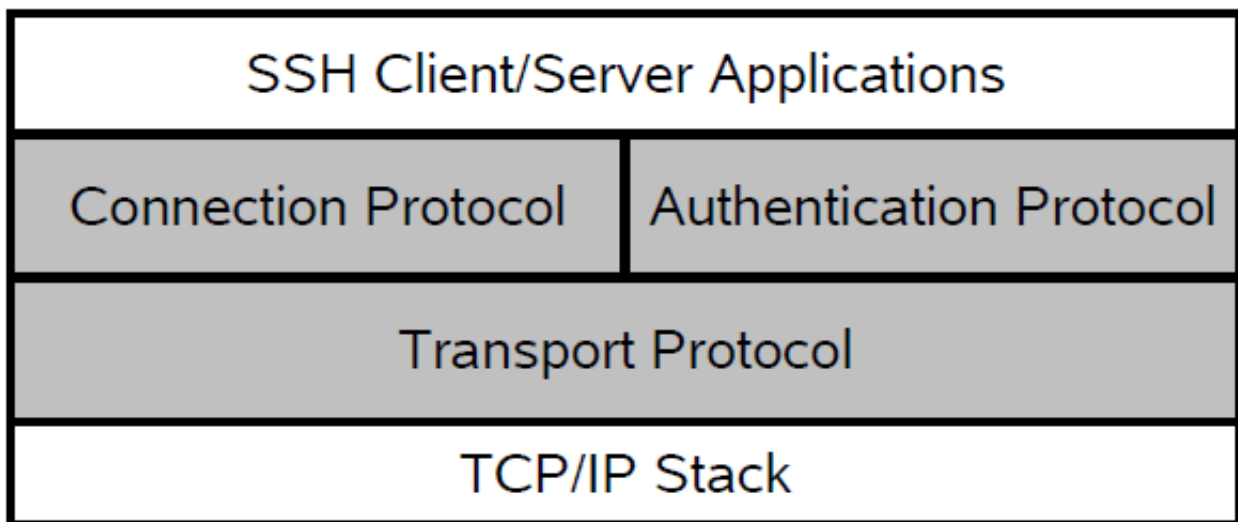 SSH Client/Server Applications
Connection Protocol
Authentication Protocol
Transport Protocol
TCP/IP Stack